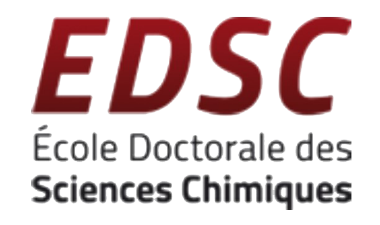 EDSC
École Doctorale des
Sciences Chimiques